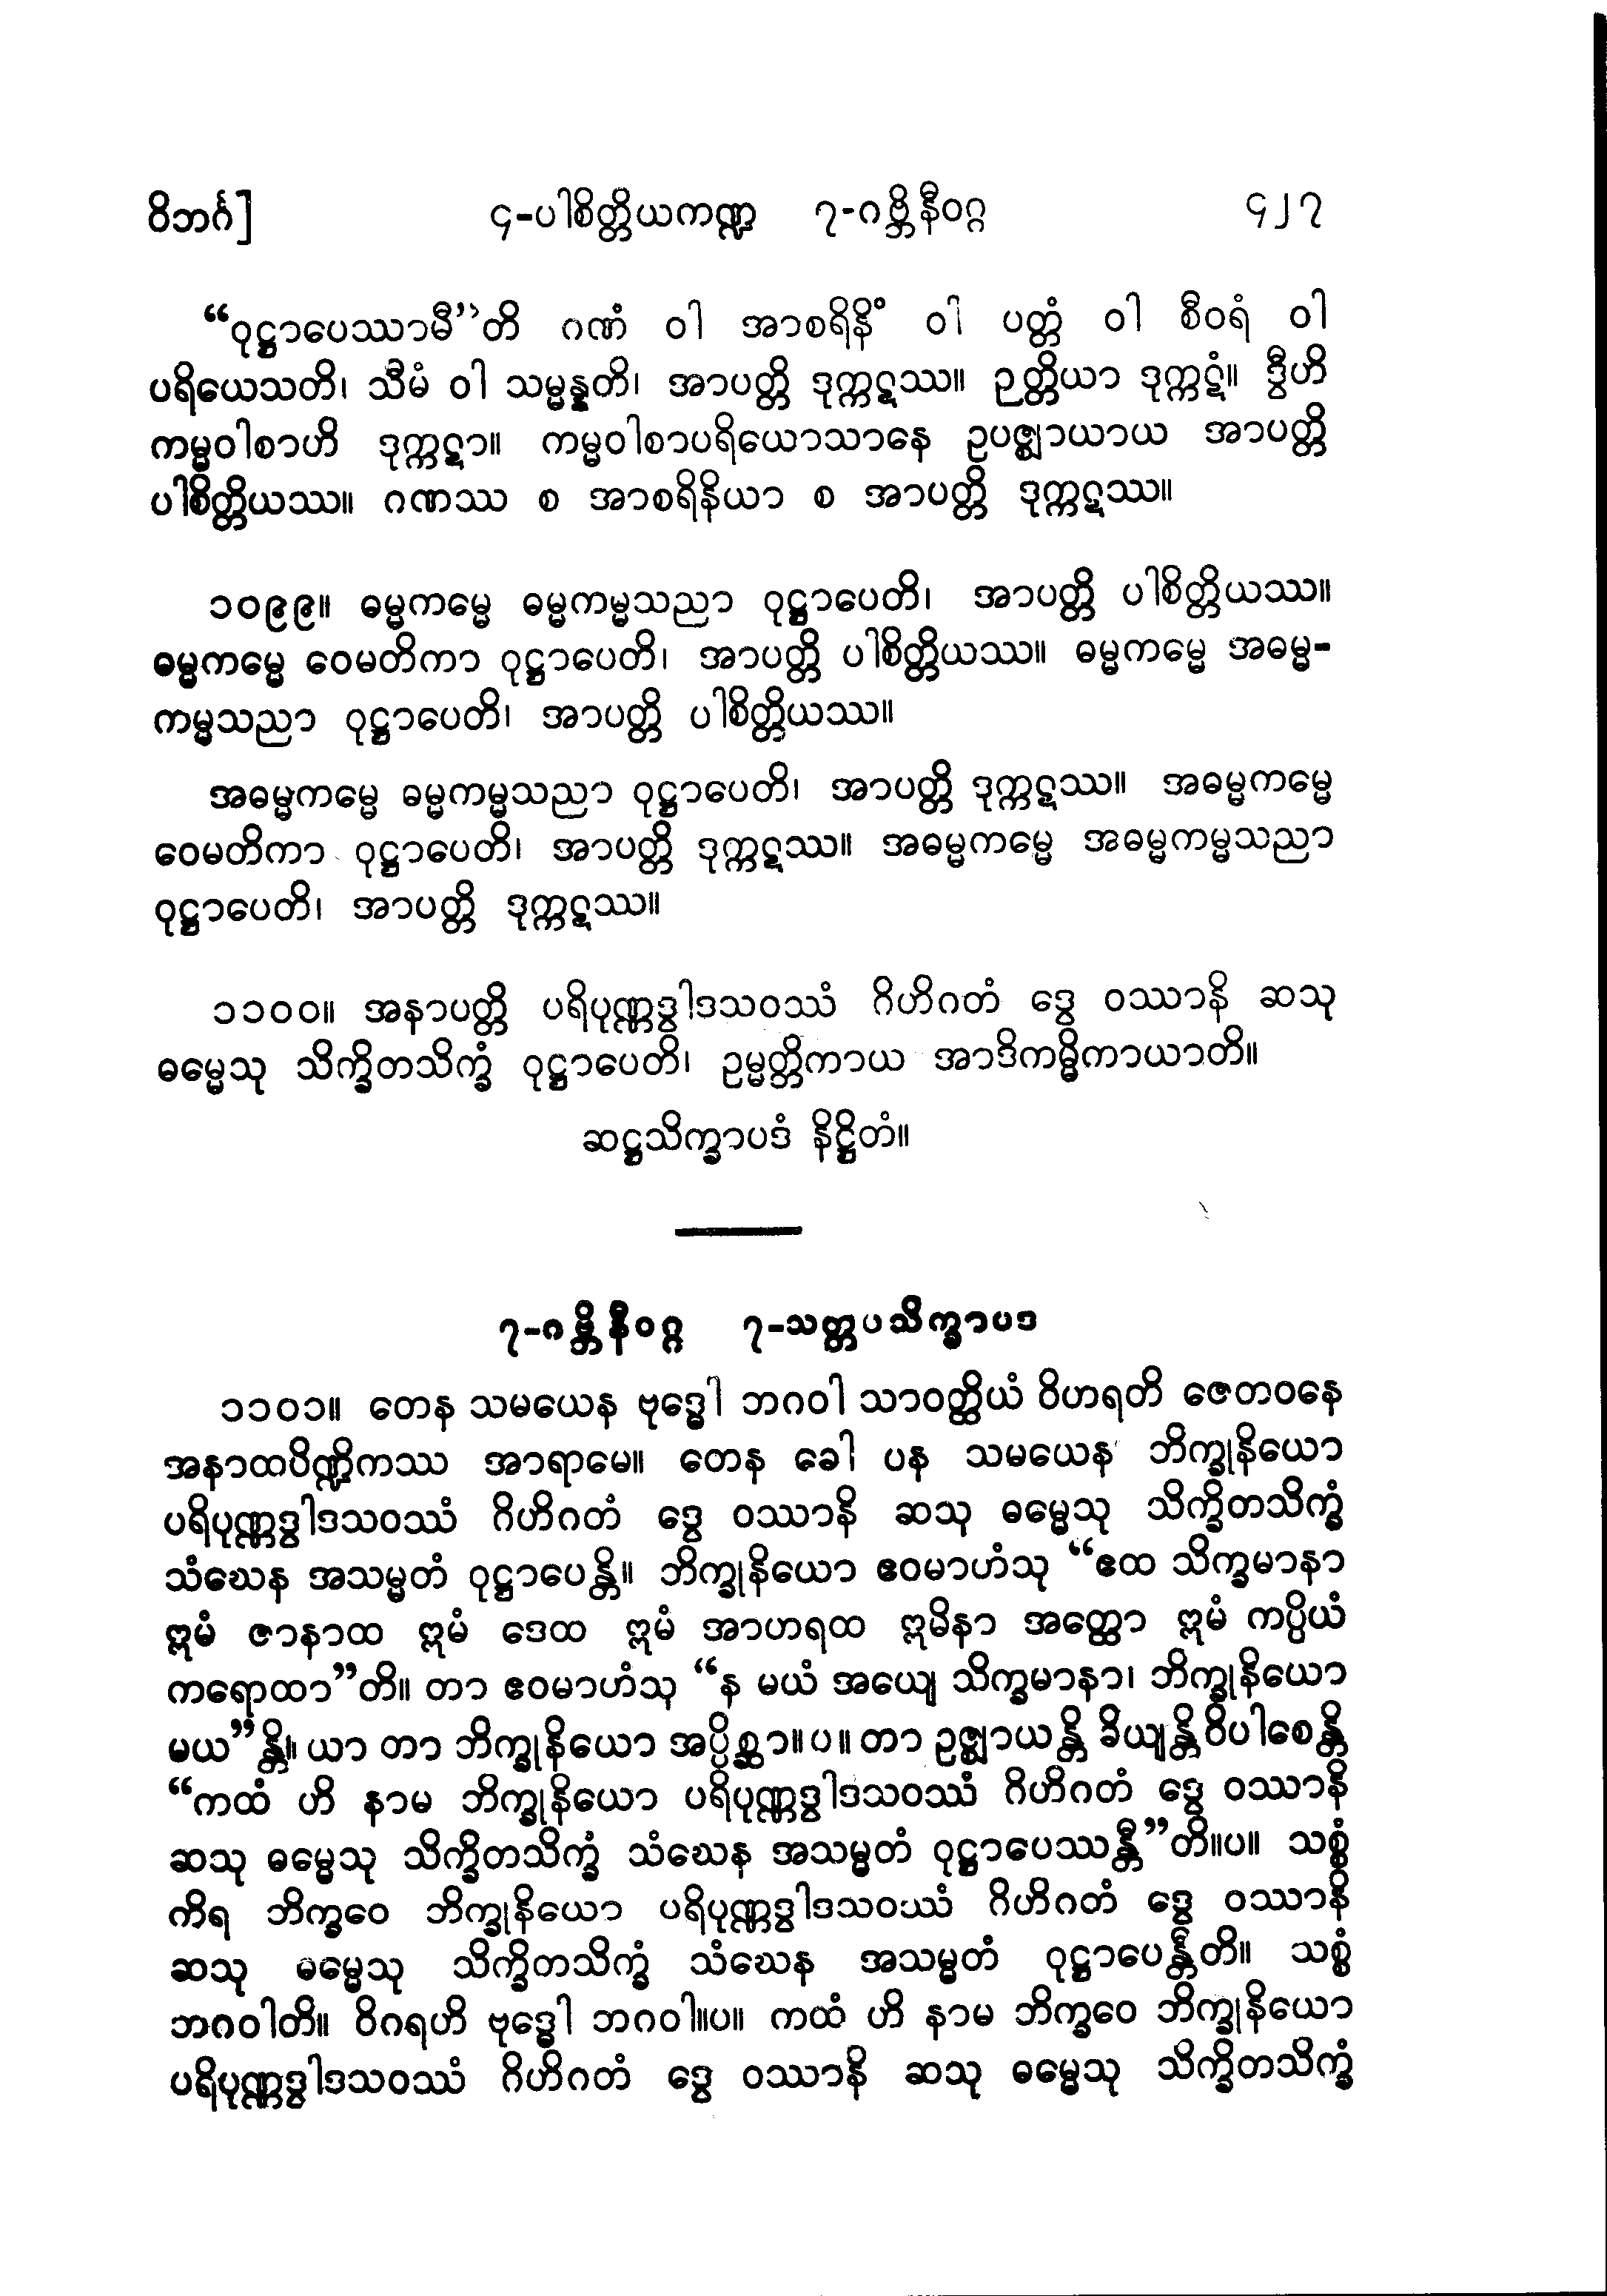 ဝိဘင်္ဂ] ၄-ပါစိတ္တိယကဏ္ဍ ၇-ဂဗ္ဘိနီဝဂ္ဂ ၄၂၇
“ဝုဋ္ဌာပေဿာမီ”တိ ဂဏံ ဝါ အာစရိနိံ ဝါ ပတ္တံ ဝါ စီဝရံ ဝါ
ပရိယေသတိ၊ သီမံ ဝါ သမ္မန္နတိ၊ အာပတ္တိ ဒုက္ကဋဿ။ ဉတ္တိယာ ဒုက္ကဋံ။ ဒွီဟိ
ကမ္မဝါစာဟိ ဒုက္ကဋာ။ ကမ္မဝါစာပရိယောသာနေ ဥပဇ္ဈာယာယ အာပတ္တိ
ပါစိတ္တိယဿ။ ဂဏဿ စ အာစရိနိယာ စ အာပတ္တိ ဒုက္ကဋဿ။
၁၀၉၉။ ဓမ္မကမ္မေ ဓမ္မကမ္မသညာ ဝုဋ္ဌာပေတိ၊ အာပတ္တိ ပါစိတ္တိယဿ။
ဓမ္မကမ္မေ ဝေမတိကာ ဝုဋ္ဌာပေတိ၊ အာပတ္တိ ပါစိတ္တိယဿ။ ဓမ္မကမ္မေ အဓမ္မ-
ကမ္မသညာ ဝုဋ္ဌာပေတိ၊ အာပတ္တိ ပါစိတ္တိယဿ။
အဓမ္မကမ္မေ ဓမ္မကမ္မသညာ ဝုဋ္ဌာပေတိ၊ အာပတ္တိ ဒုက္ကဋဿ။ အဓမ္မကမ္မေ
ဝေမတိကာ ဝုဋ္ဌာပေတိ၊ အာပတ္တိ ဒုက္ကဋဿ။ အဓမ္မကမ္မေ အဓမ္မကမ္မသညာ
ဝုဋ္ဌာပေတိ၊ အာပတ္တိ ဒုက္ကဋဿ။
၁၁၀၀။ အနာပတ္တိ ပရိပုဏ္ဏဒွါဒသဝဿံ ဂိဟိဂတံ ဒွေ ဝဿာနိ ဆသု
ဓမ္မေသု သိက္ခိတသိက္ခံ ဝုဋ္ဌာပေတိ၊ ဥမ္မတ္တိကာယ အာဒိကမ္မိကာယာတိ။
ဆဋ္ဌသိက္ခာပဒံ နိဋ္ဌိတံ။
၇-ဂဗ္ဘိနီဝဂ္ဂ ၇-သတ္တပသိက္ခာပဒ
၁၁၀၁။ တေန သမယေန ဗုဒ္ဓေါ ဘဂဝါ သာဝတ္ထိယံ ဝိဟရတိ ဇေတဝနေ
အနာထပိဏ္ဍိကဿ အာရာမေ။ တေန ခေါ ပန သမယေန ဘိက္ခုနိယော
ပရိပုဏ္ဏဒွါဒသဝဿံ ဂိဟိဂတံ ဒွေ ဝဿာနိ ဆသု ဓမ္မေသု သိက္ခိတသိက္ခံ
သံဃေန အသမ္မတံ ဝုဋ္ဌာပေန္တိ။ ဘိက္ခုနိယော ဧဝမာဟံသု “ဧထ သိက္ခမာနာ
ဣမံ ဇာနာထ ဣမံ ဒေထ ဣမံ အာဟရထ ဣမိနာ အတ္ထော ဣမံ ကပ္ပိယံ
ကရောထာ”တိ။ တာ ဧဝမာဟံသု “န မယံ အယျေ သိက္ခမာနာ၊ ဘိက္ခုနိယော
မယ”န္တိ။ ယာ တာ ဘိက္ခုနိယော အပ္ပိစ္ဆာ။ပ။ တာ ဥဇ္ဈာယန္တိ ခိယျန္တိ ဝိပါစေန္တိ
“ကထံ ဟိ နာမ ဘိက္ခုနိယော ပရိပုဏ္ဏဒွါဒသဝဿံ ဂိဟိဂတံ ဒွေ ဝဿာနိ
ဆသု ဓမ္မေသု သိက္ခိတသိက္ခံ သံဃေန အသမ္မတံ ဝုဋ္ဌာပေဿန္တီ”တိ။ပ။ သစ္စံ
ကိရ ဘိက္ခဝေ ဘိက္ခုနိယော ပရိပုဏ္ဏဒွါဒသဝဿံ ဂိဟိဂတံ ဒွေ ဝဿာနိ
ဆသု ဓမ္မေသု သိက္ခိတသိက္ခံ သံဃေန အသမ္မတံ ဝုဋ္ဌာပေန္တီတိ။ သစ္စံ
ဘဂဝါတိ။ ဝိဂရဟိ ဗုဒ္ဓေါ ဘဂဝါ။ပ။ ကထံ ဟိ နာမ ဘိက္ခဝေ ဘိက္ခုနိယော
ပရိပုဏ္ဏဒွါဒသဝဿံ ဂိဟိဂတံ ဒွေ ဝဿာနိ ဆသု ဓမ္မေသု သိက္ခိတသိက္ခံ